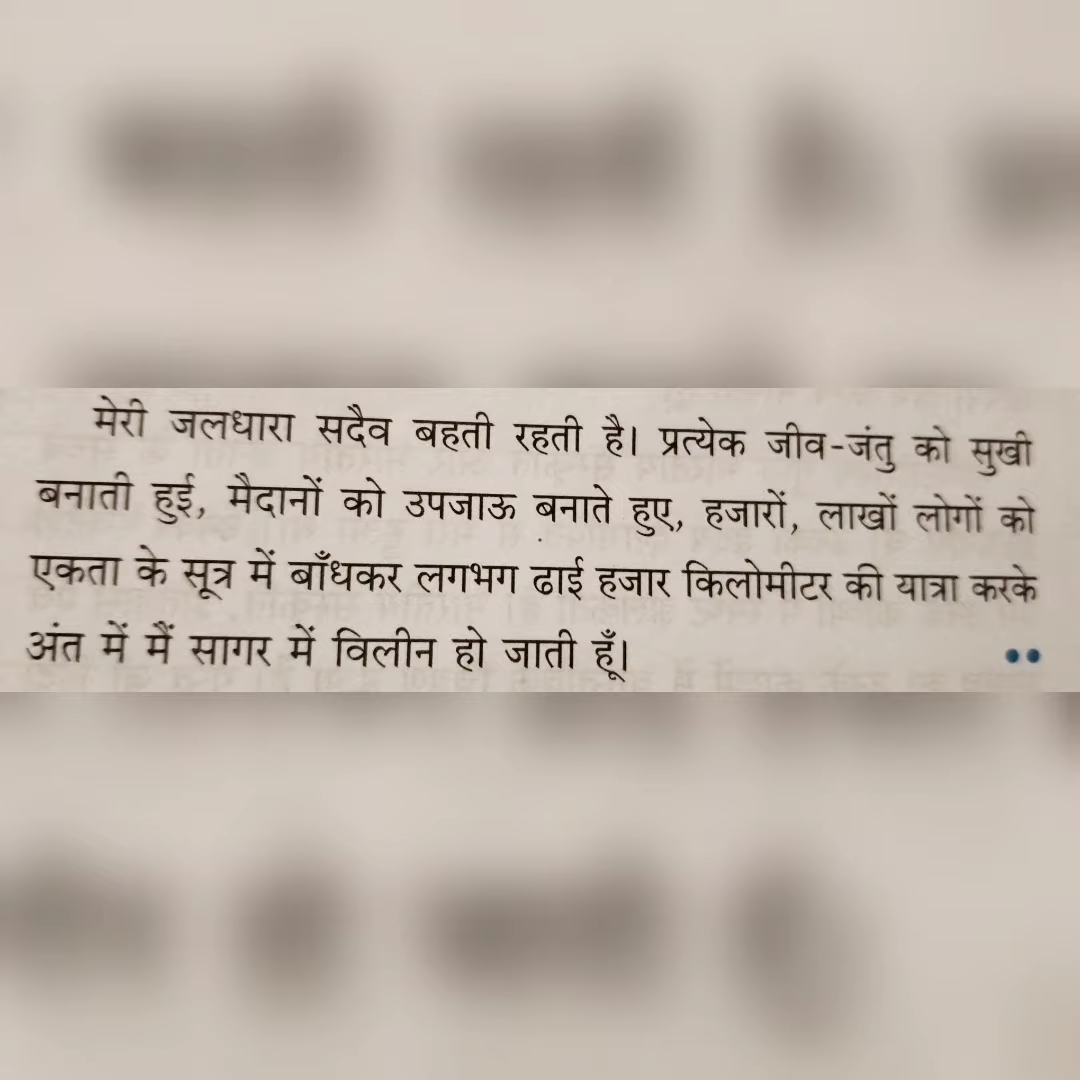 मेरी जलधारा सदैव बहती रहती है। प्रत्येक जीव-जंतु को सुखी
बनाती हुई, मैदानों को उपजाऊ बनाते हुए, हजारों, लाखों लोगों को
एकता के सूत्र में बाँधकर लगभग ढाई हजार किलोमीटर की यात्रा करके
अंत में मैं सागर में विलीन हो जाती हूँ।